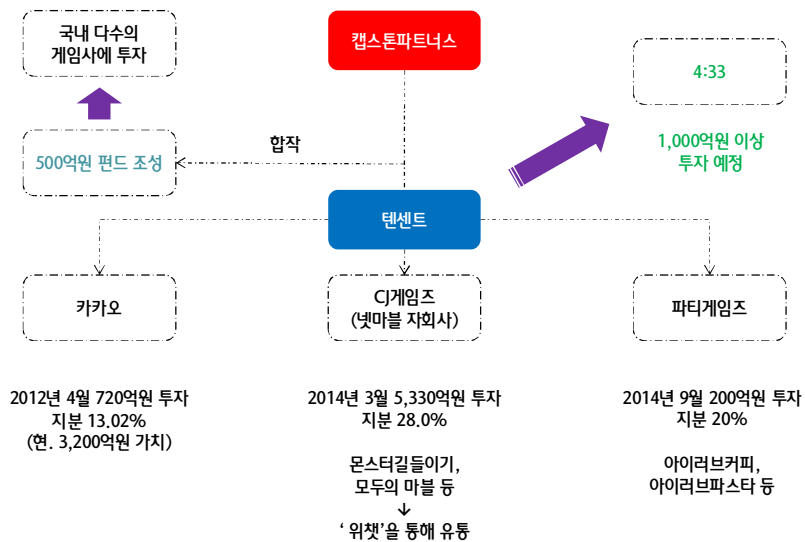 국내 다수의
게임사에 투자
캡스톤파트너스
4:33
합작
500억원 펀드 조성
1,000억원 이상
투자 예정
텐센트
카카오
CJ게임즈
(넷마블 자회사)
파티게임즈
2012년 4월 720억원 투자
지분 13.02%
(현. 3,200억원 가치)
2014년 3월 5,330억원 투자
지분 28.0%
몬스터길들이기,
모두의 마블 등
↓
‘ 위챗’을 통해 유통
2014년 9월 200억원 투자
지분 20%
아이러브커피,
아이러브파스타 등